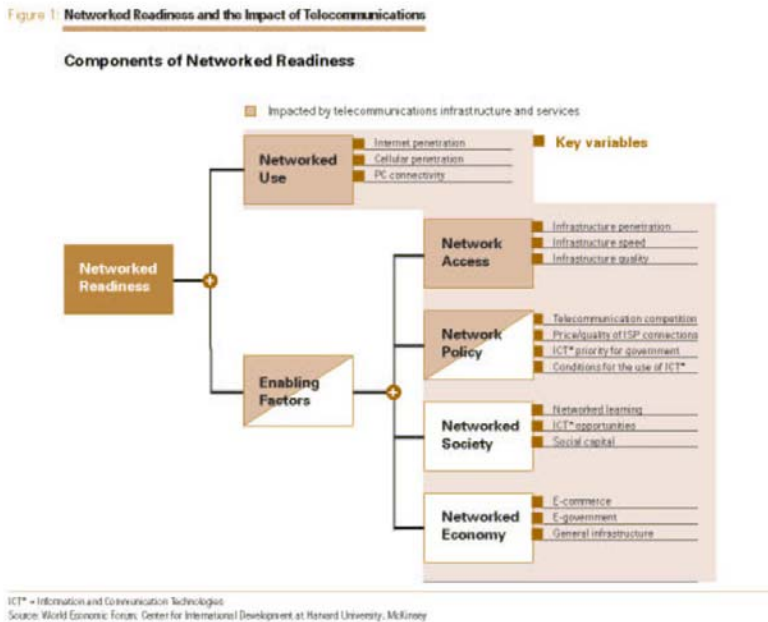 Figure 1: Networked Readiness and the Impact of Telecommunications
Components of Networked Readiness
Impacted by telecommunications infrastructure and services
Key variables
Networked
Readiness
Networked
Use
Internet penetration
Cellular penetration
PC connectivity
Enabling
Factors
Network
Access
Infrastructure penetration
Infrastructure speed
Infrastructure quality
Network
Policy
Telecommunication competition
Price/quality of ISP connections
ICT* priority for government
Conditions for the use of ICT*
Networked
Society
Networked learning
ICT* opportunities
Social capital
Networked
Economy
E-commerce
E-government
General infrastructure
ICT* = Information and Communication Technologies
Source: World Economic Forum, Center for International Development at Harvard University, McKinsey